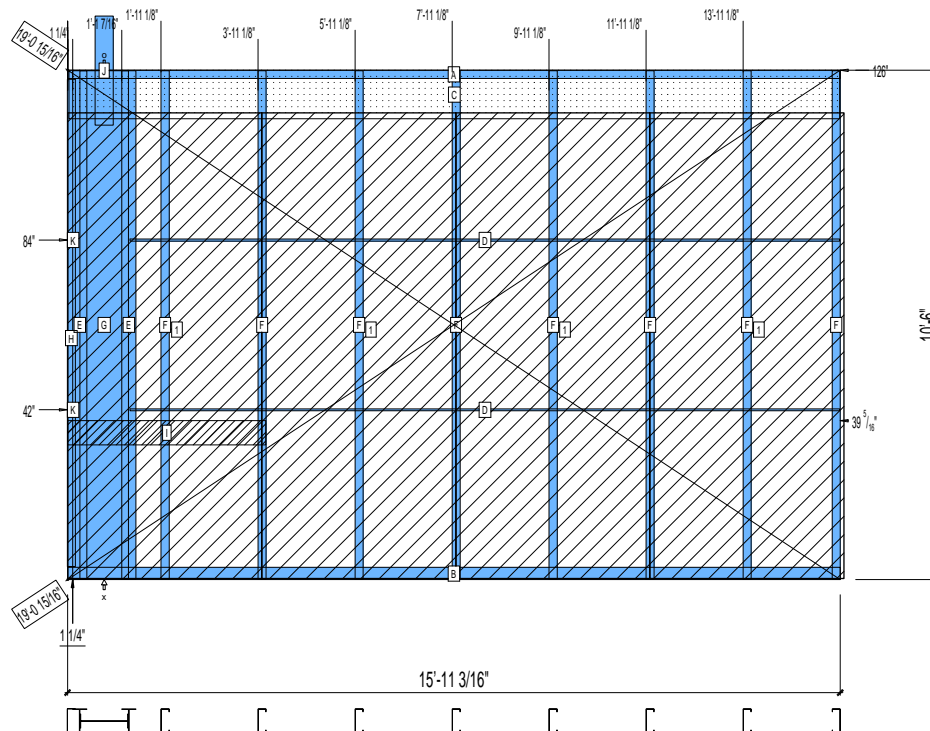 1 1/4"
1'-1 7/16"
1'-11 1/8"
3'-11 1/8"
5'-11 1/8"
7'-11 1/8"
9'-11 1/8"
11'-11 1/8"
13'-11 1/8"
19'-0 15/16"
J
A
126"
C
84"
K
D
H
E
G
E
F
1
F
F
1
F
F
1
F
F
1
F
10'-6"
42"
K
D
39 5/16"
I
B
x
19'-0 15/16"
1 1/4"
15'-11 3/16"